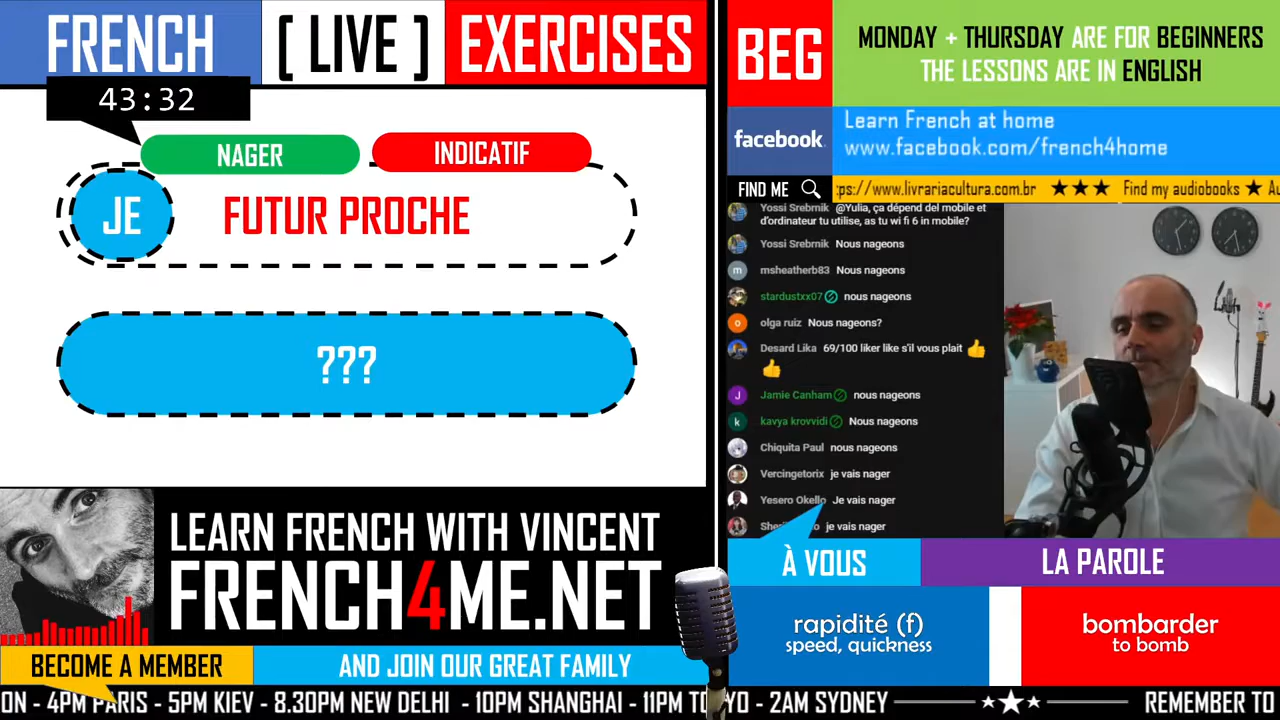 FRENCH
[ LIVE ]
EXERCISES
43:32
NAGER
INDICATIF
JE
FUTUR PROCHE
???
LEARN FRENCH WITH VINCENT
FRENCH4ME.NET
BECOME A MEMBER
AND JOIN OUR GREAT FAMILY
BEG
MONDAY + THURSDAY ARE FOR BEGINNERS
THE LESSONS ARE IN ENGLISH
facebook.
Learn French at home
www.facebook.com/french4home
FIND ME
ps://www.livrariacultura.com.br ★★★ Find my audiobooks ★
Yossi Srebrnik @Yulia, ça dépend del mobile et
d'ordinateur tu utilise, as tu wi fi 6 in mobile?
Yossi Srebrnik Nous nageons
m
msheatherb83 Nous nageons
stardustxx07 nous nageons
o
olga ruiz Nous nageons?
Desard Lika 69/100 liker like s'il vous plait
J
Jamie Canham nous nageons
k
kavya krovvidi Nous nageons
Chiquita Paul nous nageons
Vercingetorix je vais nager
Yesero Okello Je vais nager
je vais nager
À VOUS
LA PAROLE
rapidité (f)
speed, quickness
bombarder
to bomb
ON - 4PM PARIS - 5PM KIEV - 8.30PM NEW DELHI - 10PM SHANGHAI - 11PM TO YO - 2AM SYDNEY ★★★ REMEMBER TO